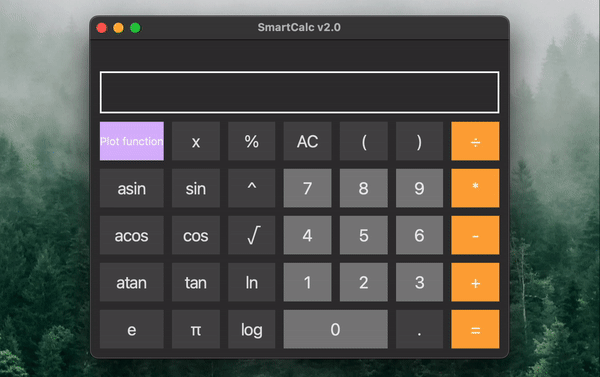 SmartCalc v2.0
Plot function x % AC ( ) ÷
asin sin ^ 7 8 9 *
acos cos √ 4 5 6 -
atan tan ln 1 2 3 +
e π log 0 . =